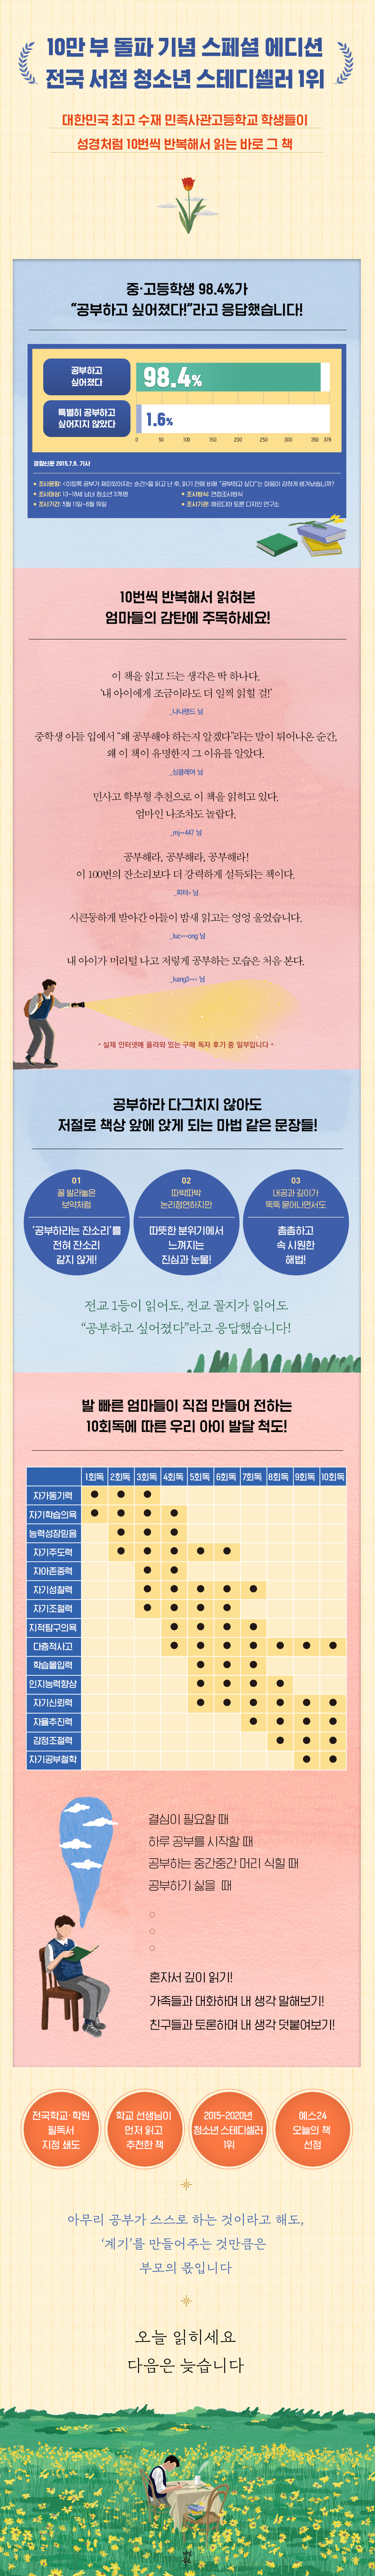 10만 부 돌파 기념 스페셜 에디션
전국 서점 청소년 스테디셀러 1위
대한민국 최고 수재 민족사관고등학교 학생들이
성경처럼 10번씩 반복해서 읽는 바로 그 책
중·고등학생 98.4%가
“공부하고 싶어졌다!”라고 응답했습니다!
공부하고
싶어졌다
98.4%
특별히 공부하고
싶어지지 않았다
1.6%
0 50 100 150 200 250 300 350 378
경향신문 2015.7.9. 기사
• 조사문항: <이토록 공부가 재미있어지는 순간>을 읽고 난 후, 읽기 전에 비해 “공부하고 싶다”는 마음이 강하게 생겨났습니까?
• 조사대상: 13~18세 남녀 청소년 378명
• 조사방식: 면접조사방식
• 조사기간: 5월 11일~6월 19일
• 조사기관: 에르디아 토론 디자인 연구소
10번씩 반복해서 읽혀본
엄마들의 감탄에 주목하세요!
이 책을 읽고 드는 생각은 딱 하나다.
‘내 아이에게 조금이라도 더 일찍 읽힐 걸!’
_나나랜드 님
중학생 아들 입에서 “왜 공부해야 하는지 알겠다”라는 말이 튀어나온 순간,
왜 이 책이 유명한지 그 이유를 알았다.
_싱클레어 님
민사고 학부형 추천으로 이 책을 읽히고 있다.
엄마인 나조차도 놀랍다.
_mj**447 님
공부해라, 공부해라, 공부해라!
이 100번의 잔소리보다 더 강력하게 설득되는 책이다.
_피터* 님
시큰둥하게 받아간 아들이 밤새 읽고는 엉엉 울었습니다.
_luc***ong 님
내 아이가 머리털 나고 저렇게 공부하는 모습은 처음 본다.
_kang3*** 님
* 실제 인터넷에 올라와 있는 구매 독자 후기 중 일부입니다 *
공부하라 다그치지 않아도
저절로 책상 앞에 앉게 되는 마법 같은 문장들!
01
꿀 발라놓은
보약처럼
‘공부하라는 잔소리’를
전혀 잔소리
같지 않게!
02
따박따박
논리정연하지만
따뜻한 분위기에서
느껴지는
진심과 눈물!
03
내공과 깊이가
뚝뚝 묻어나면서도
촘촘하고
속 시원한
해법!
전교 1등이 읽어도, 전교 꼴지가 읽어도
“공부하고 싶어졌다”라고 응답했습니다!
발 빠른 엄마들이 직접 만들어 전하는
10회독에 따른 우리 아이 발달 척도!
1회독 2회독 3회독 4회독 5회독 6회독 7회독 8회독 9회독 10회독
자가동기력
자기학습의욕
능력성장믿음
자기주도력
자아존중력
자기성찰력
자기조절력
지적탐구의욕
다층적사고
학습몰입력
인지능력향상
자기신뢰력
자율추진력
감정조절력
자기공부철학
결심이 필요할 때
하루 공부를 시작할 때
공부하는 중간중간 머리 식힐 때
공부하기 싫을 때
혼자서 깊이 읽기!
가족들과 대화하며 내 생각 말해보기!
친구들과 토론하며 내 생각 덧붙여보기!
전국학교·학원
필독서
지정 쇄도
학교 선생님이
먼저 읽고
추천한 책
2015-2020년
청소년 스테디셀러
1위
예스24
오늘의 책
선정
아무리 공부가 스스로 하는 것이라고 해도,
‘계기’를 만들어주는 것만큼은
부모의 몫입니다
오늘 읽히세요
다음은 늦습니다